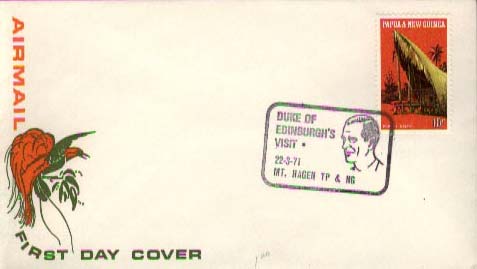 AIRMAIL
PAPUA & NEW GUINEA
DUKE OF
EDINBURGH'S
VISIT •
22-3-71
MT. HAGEN TP & NG
FIRST DAY COVER